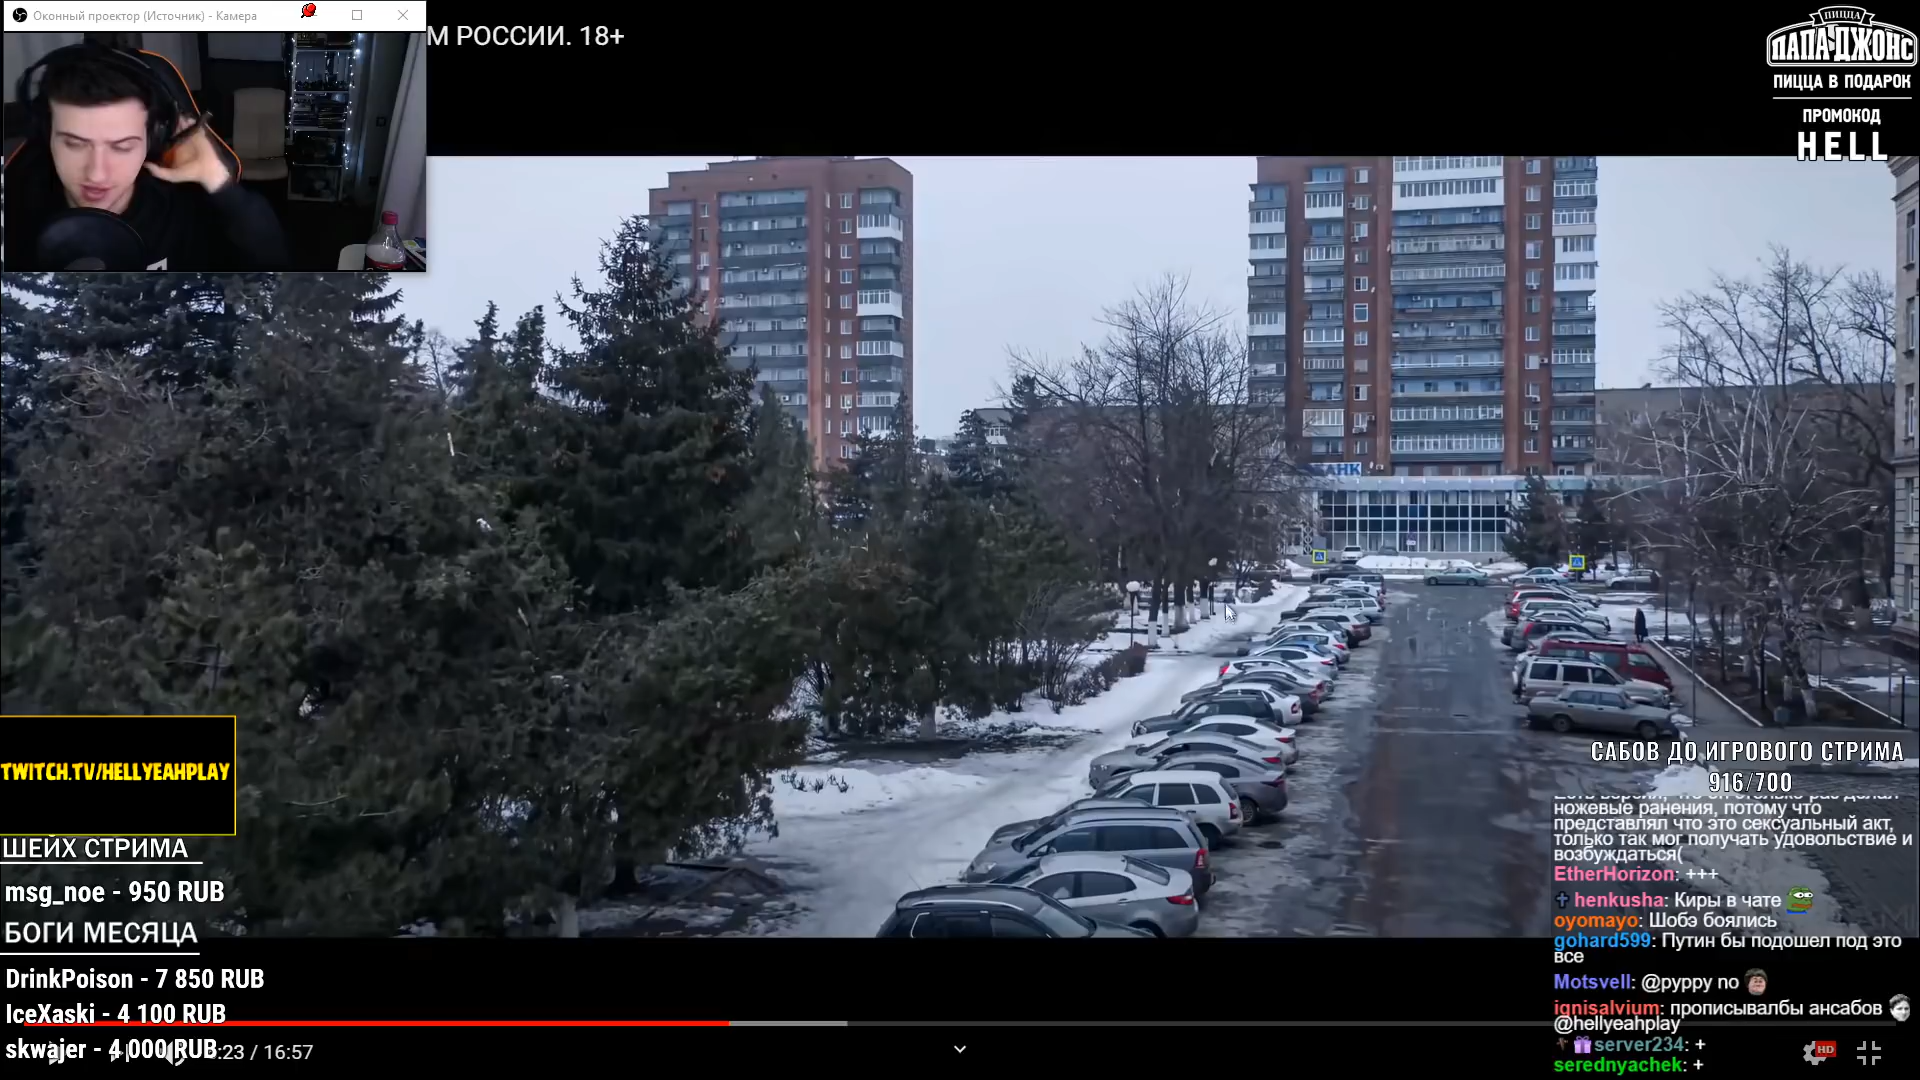 Оконный проектор (Источник) - Камера
М РОССИИ. 18+
ПИЦЦА
ПАПА ДЖОНС
ПИЦЦА В ПОДАРОК
ПРОМОКОД
HELL
БАНК
TWITCH.TV/HELLYEAHPLAY
ШЕЙХ СТРИМА
msg_noe - 950 RUB
БОГИ МЕСЯЦА
DrinkPoison - 7 850 RUB
IceXaski - 4 100 RUB
skwajer - 4 000 RUB
:23 / 16:57
САБОВ ДО ИГРОВОГО СТРИМА
916/700
ножевые ранения, потому что
представлял что это сексуальный акт,
только так мог получать удовольствие и
возбуждаться(
EtherHorizon: +++
henkusha: Киры в чате
oyomayo: Шобэ боялись
gohard599: Путин бы подошел под это
все
Motsvell: @pyppy no
ignisalvium: прописывалбы ансабов
@hellyeahplay
server234: +
serednyachek: +
HD